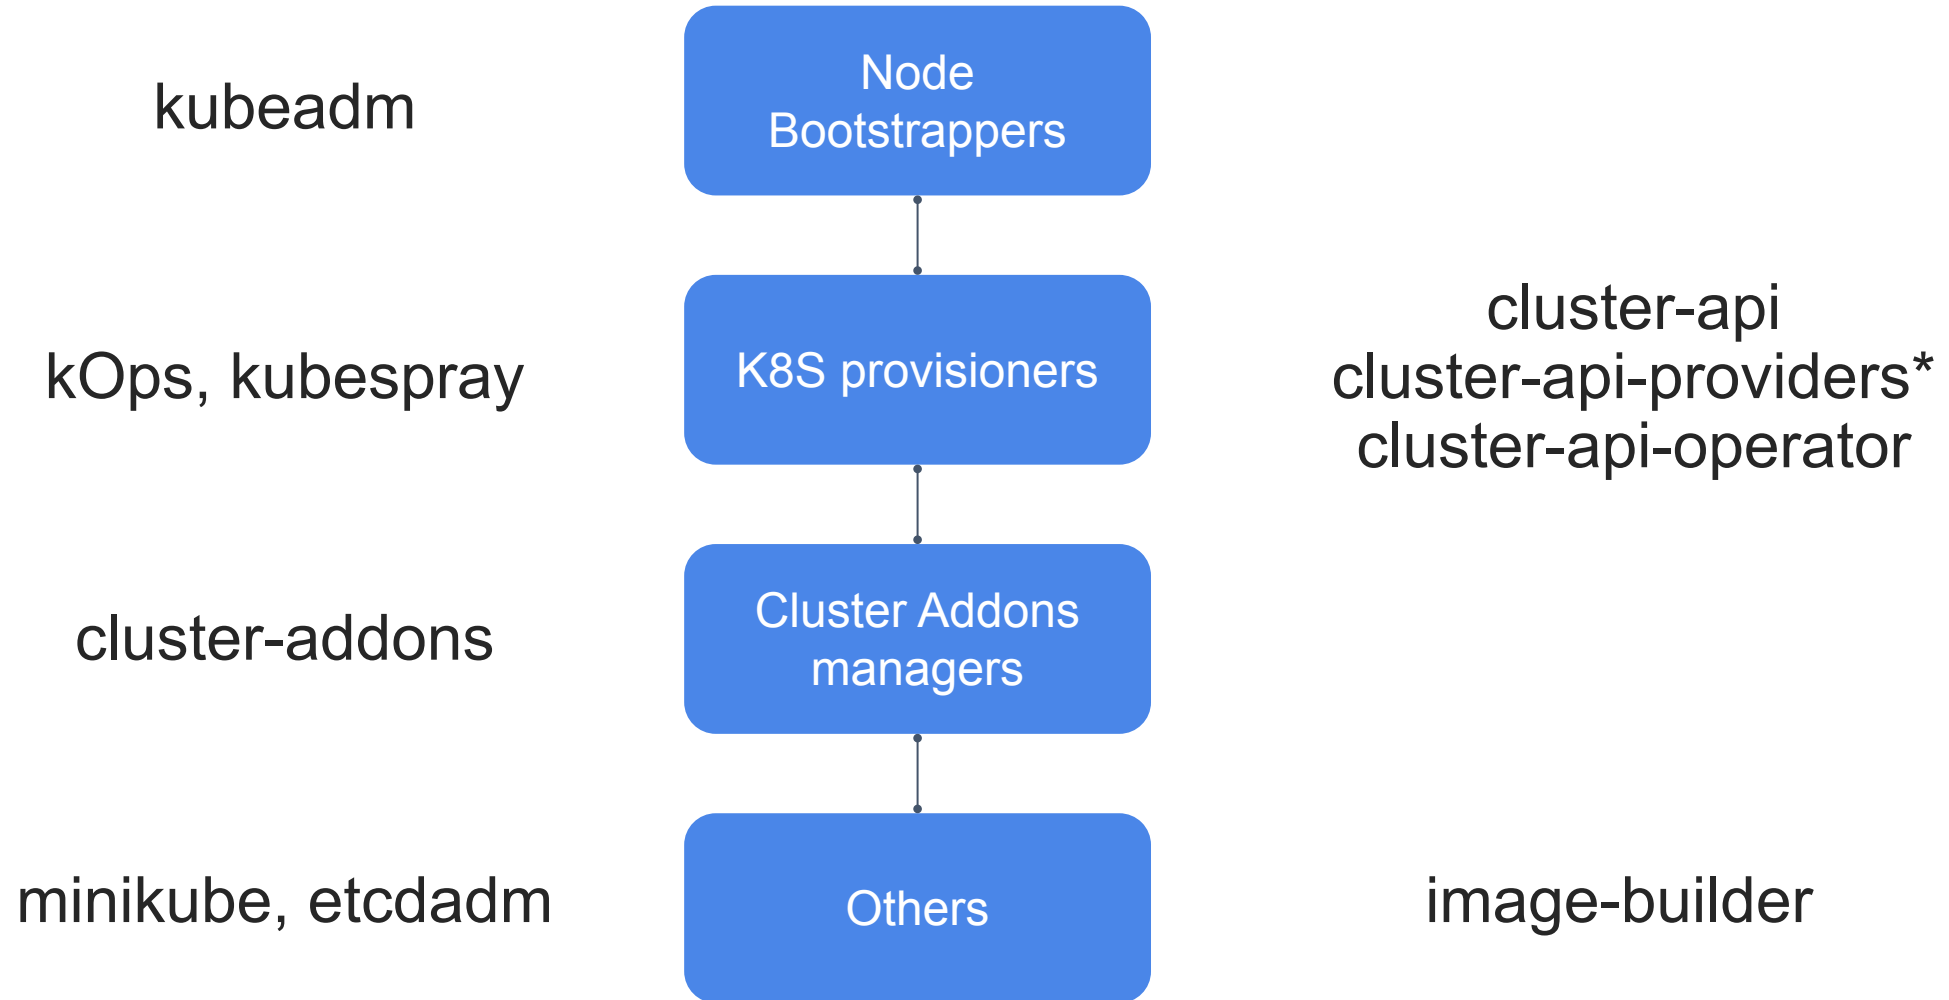 kubeadm
Node
Bootstrappers
kOps, kubespray
K8S provisioners
cluster-api
cluster-api-providers*
cluster-api-operator
cluster-addons
Cluster Addons
managers
minikube, etcdadm
Others
image-builder